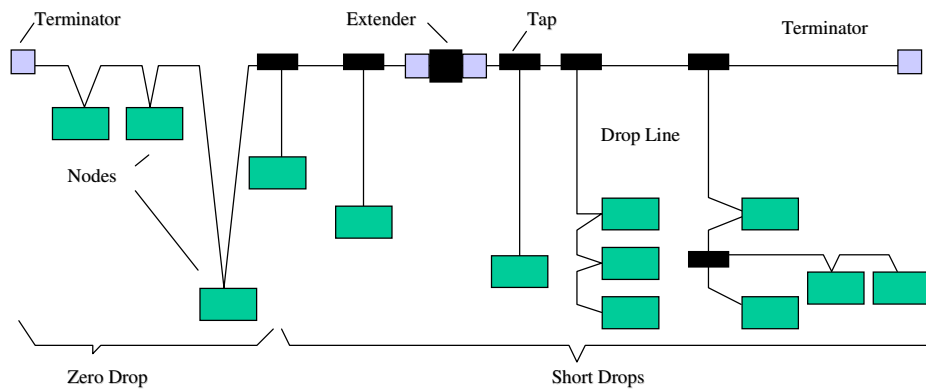 Terminator
Extender
Tap
Terminator
Drop Line
Nodes
Zero Drop
Short Drops